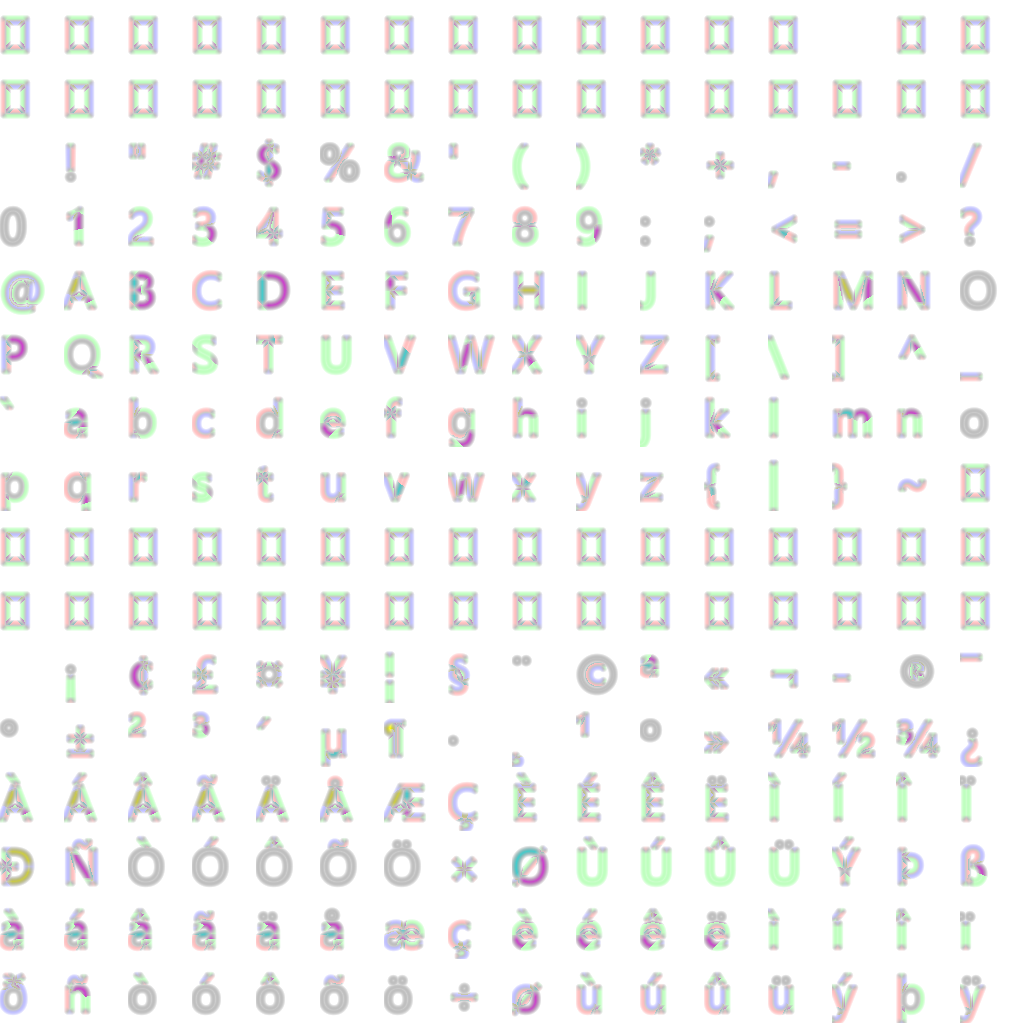 ! " # $ % & ' ( ) * + , - . /
0 1 2 3 4 5 6 7 8 9 : ; < = > ?
@ A B C D E F G H I J K L M N O
P Q R S T U V W X Y Z [ \ ] ^ _
` a b c d e f g h i j k l m n o
p q r s t u v w x y z { | } ~
¡ ¢ £ ¤ ¥ ¦ § ¨ © ª « ¬ - ® ¯
° ± ² ³ ´ µ ¶ · ¸ ¹ º » ¼ ½ ¾ ¿
À Á Â Ã Ä Å Æ Ç È É Ê Ë Ì Í Î Ï
Ð Ñ Ò Ó Ô Õ Ö × Ø Ù Ú Û Ü Ý Þ ß
à á â ã ä å æ ç è é ê ë ì í î ï
ð ñ ò ó ô õ ö ÷ ø ù ú û ü ý þ ÿ